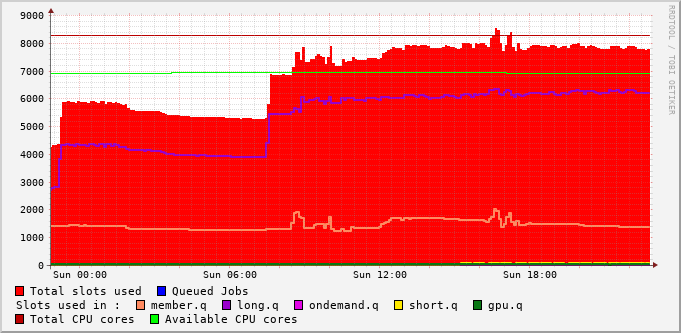 9000
8000
7000
6000
5000
4000
3000
2000
1000
0
Sun 00:00 Sun 06:00 Sun 12:00 Sun 18:00
RRDTOOL / TOBI OETIKER
Total slots used Queued Jobs
Slots used in : member.q long.q ondemand.q short.q gpu.q
Total CPU cores Available CPU cores